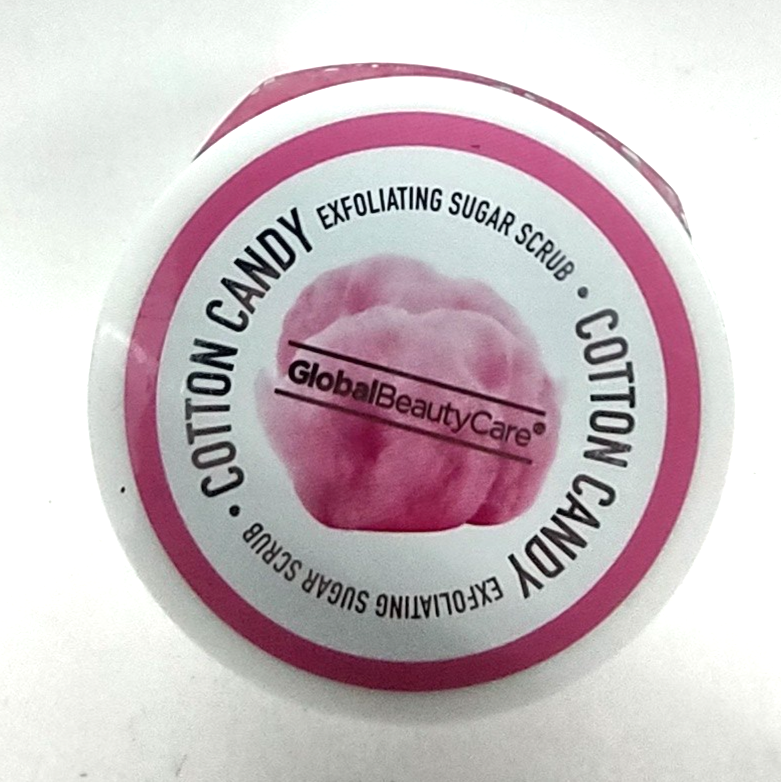 COTTON CANDY EXFOLIATING SUGAR SCRUB •
COTTON CANDY EXFOLIATING SUGAR SCRUB •
GlobalBeautyCare®